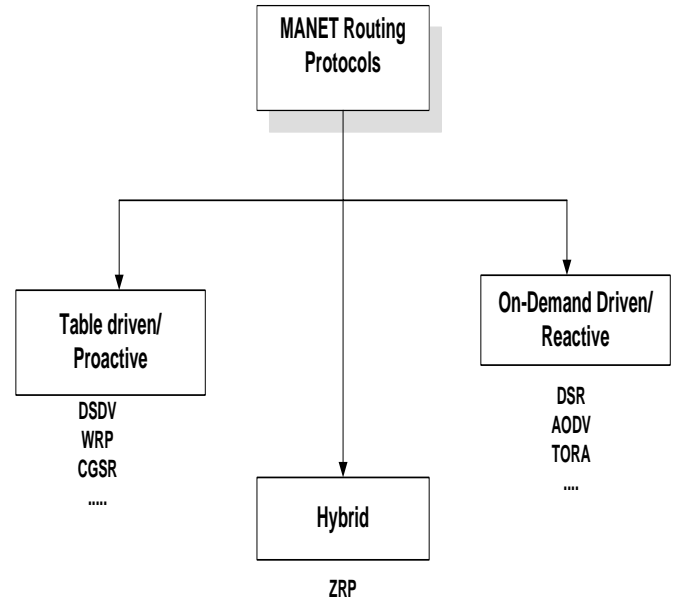 MANET Routing
Protocols
Table driven/
Proactive
DSDV
WRP
CGSR
.....
On-Demand Driven/
Reactive
DSR
AODV
TORA
....
Hybrid
ZRP